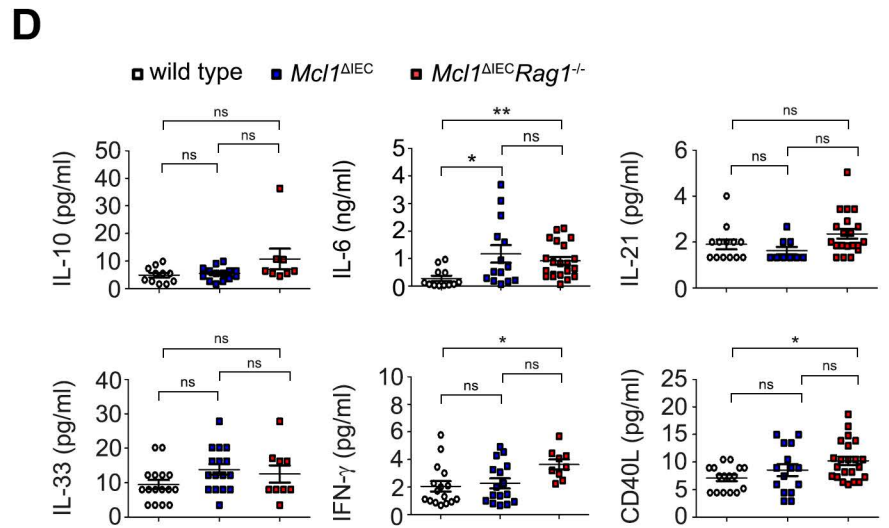 D
wild type Mcl1ΔIEC Mcl1ΔIECRag1-/-
IL-10 (pg/ml)
50
40
30
20
10
0
ns
ns
ns
IL-6 (ng/ml)
5
4
3
2
1
0
**
ns
*
IL-21 (pg/ml)
6
4
2
0
ns
ns
ns
IL-33 (pg/ml)
40
30
20
10
0
ns
ns
ns
IFN-γ (pg/ml)
10
8
6
4
2
0
*
ns
ns
CD40L (pg/ml)
25
20
15
10
5
0
*
ns
ns